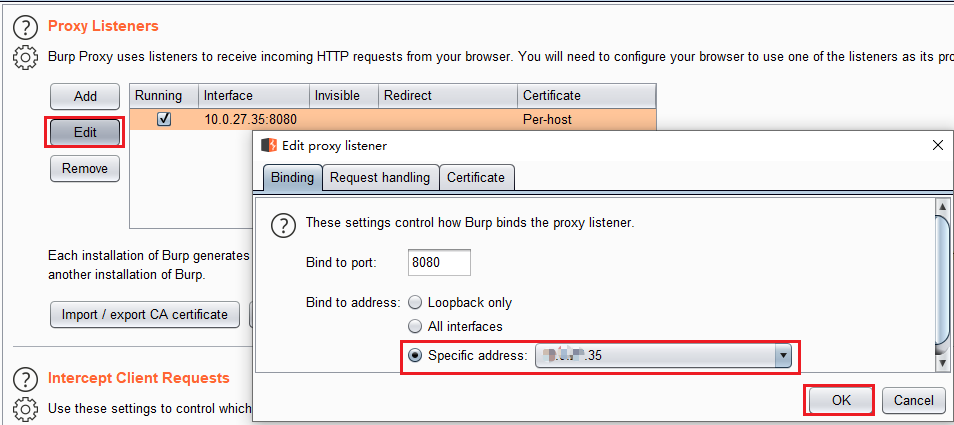 Proxy Listeners
Burp Proxy uses listeners to receive incoming HTTP requests from your browser. You will need to configure your browser to use one of the listeners as its pro
Add
Running Interface Invisible Redirect Certificate
10.0.27.35:8080 Per-host
Edit
Remove
Edit proxy listener
Binding Request handling Certificate
These settings control how Burp binds the proxy listener.
Bind to port: 8080
Bind to address: Loopback only
All interfaces
Specific address: .35
OK Cancel
Each installation of Burp generates
another installation of Burp.
Import / export CA certificate
Intercept Client Requests
Use these settings to control which